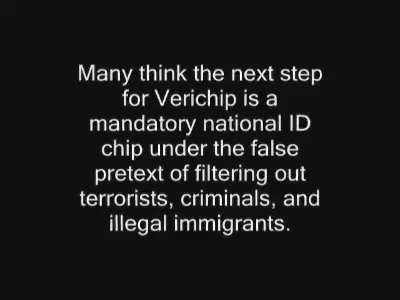 Many think the next step
for Verichip is a
mandatory national ID
chip under the false
pretext of filtering out
terrorists, criminals, and
illegal immigrants.